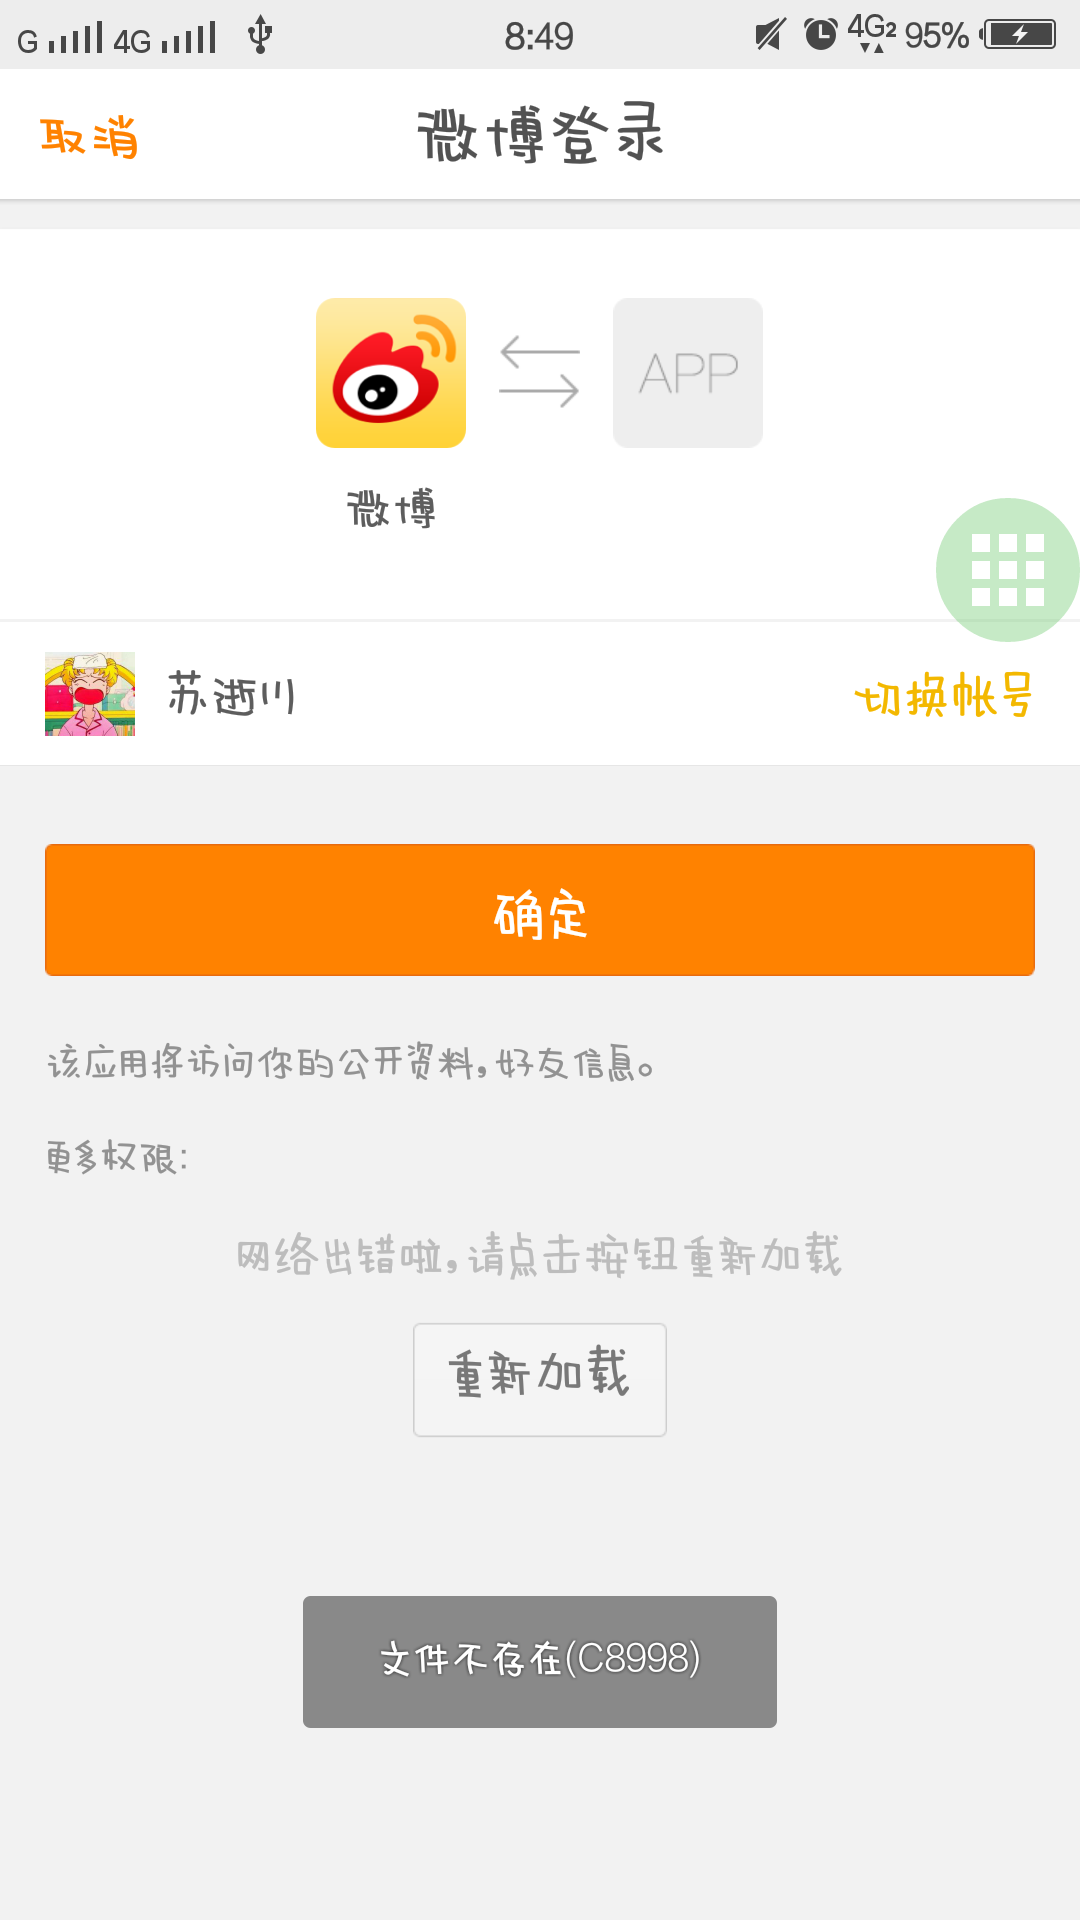 G 4G 8:49 4G2 95%
取消 微博登录
APP
微博
苏逝川 切换帐号
确定
该应用将访问你的公开资料,好友信息。
更多权限:
网络出错啦,请点击按钮重新加载
重新加载
文件不存在(C8998)